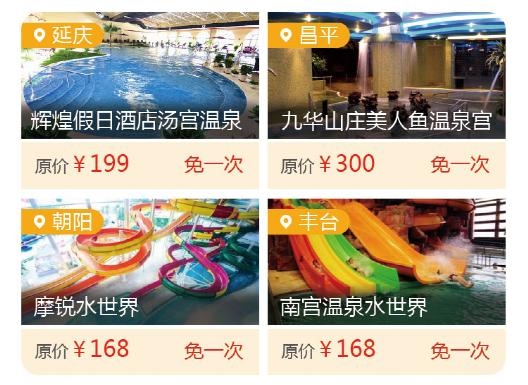 延庆
辉煌假日酒店汤宫温泉
原价￥199 免一次
昌平
九华山庄美人鱼温泉宫
原价￥300 免一次
朝阳
摩锐水世界
原价￥168 免一次
丰台
南宫温泉水世界
原价￥168 免一次